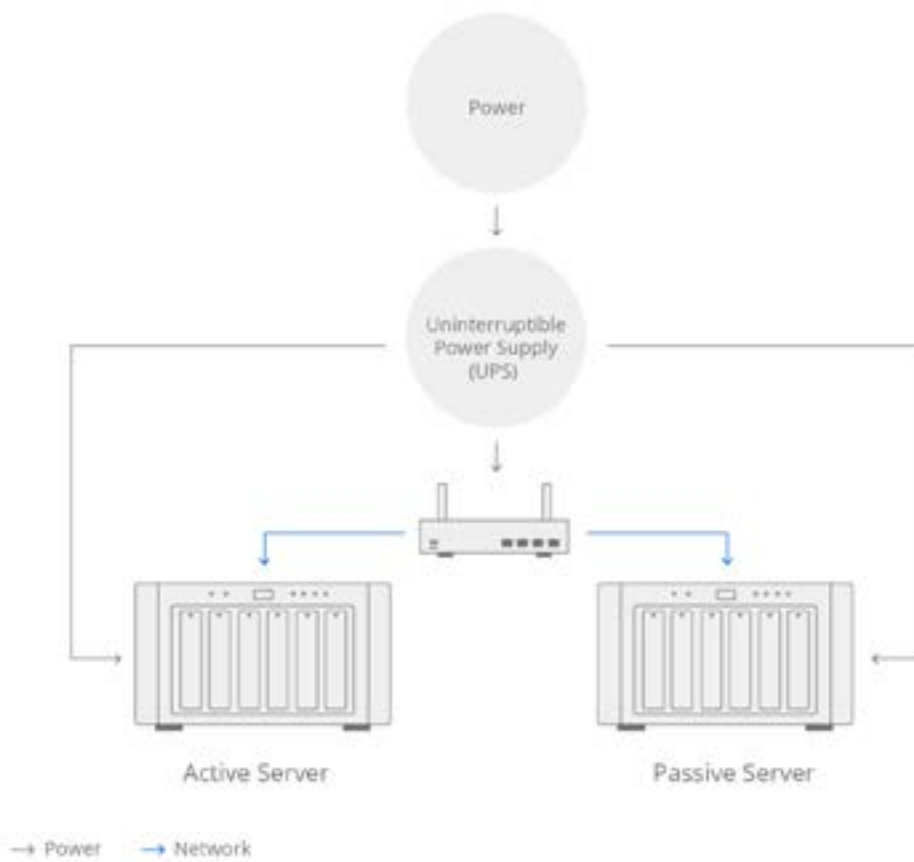 Power
Uninterruptible
Power Supply
(UPS)
Active Server
Passive Server
Power
Network